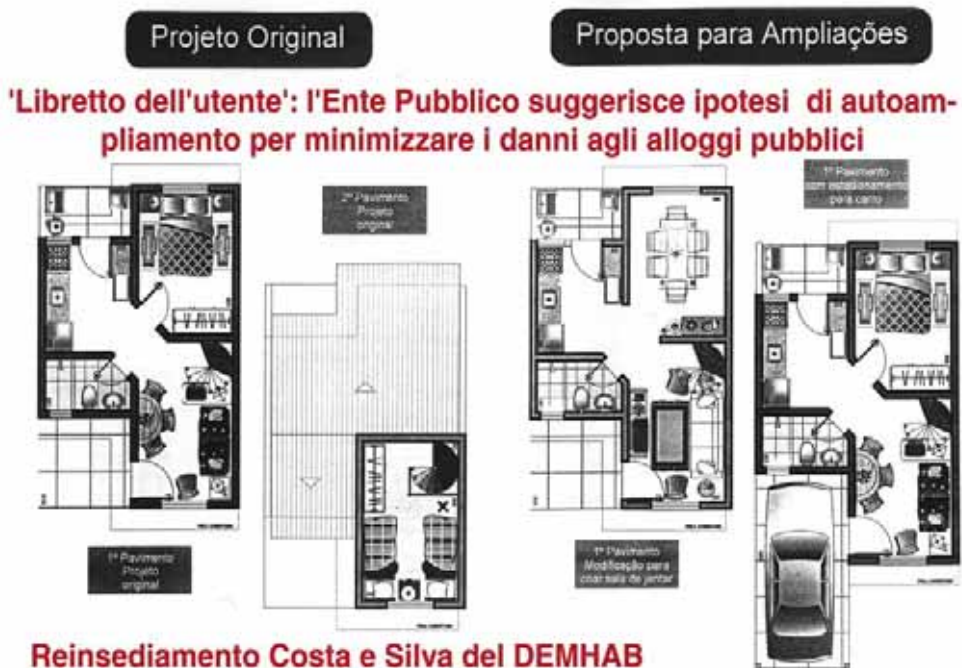 Projeto Original
Proposta para Ampliações
'Libretto dell'utente': l'Ente Pubblico suggerisce ipotesi di autoam-
pliamento per minimizzare i danni agli alloggi pubblici
2º Pavimento
Projeto
original
1º Pavimento
com estacionamento
para carro
1º Pavimento
Projeto
original
1º Pavimento
Modificação para
criar sala de jantar
Reinsediamento Costa e Silva del DEMHAB